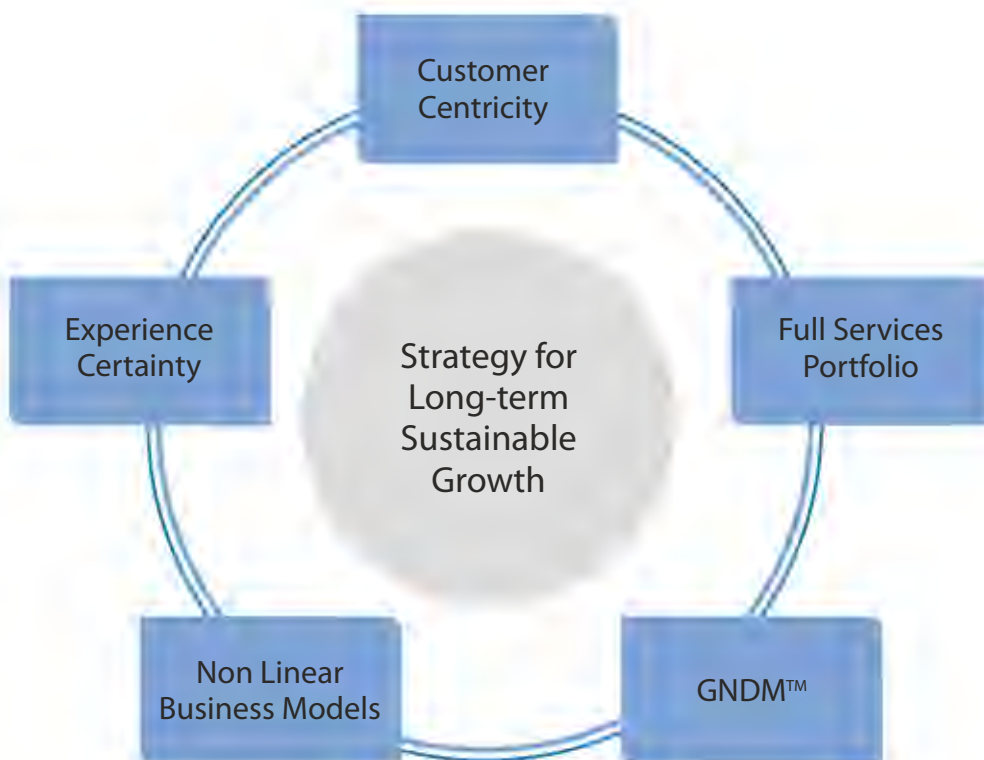 Customer
Centricity
Experience
Certainty
Full Services
Portfolio
Strategy for
Long-term
Sustainable
Growth
Non Linear
Business Models
GNDM™